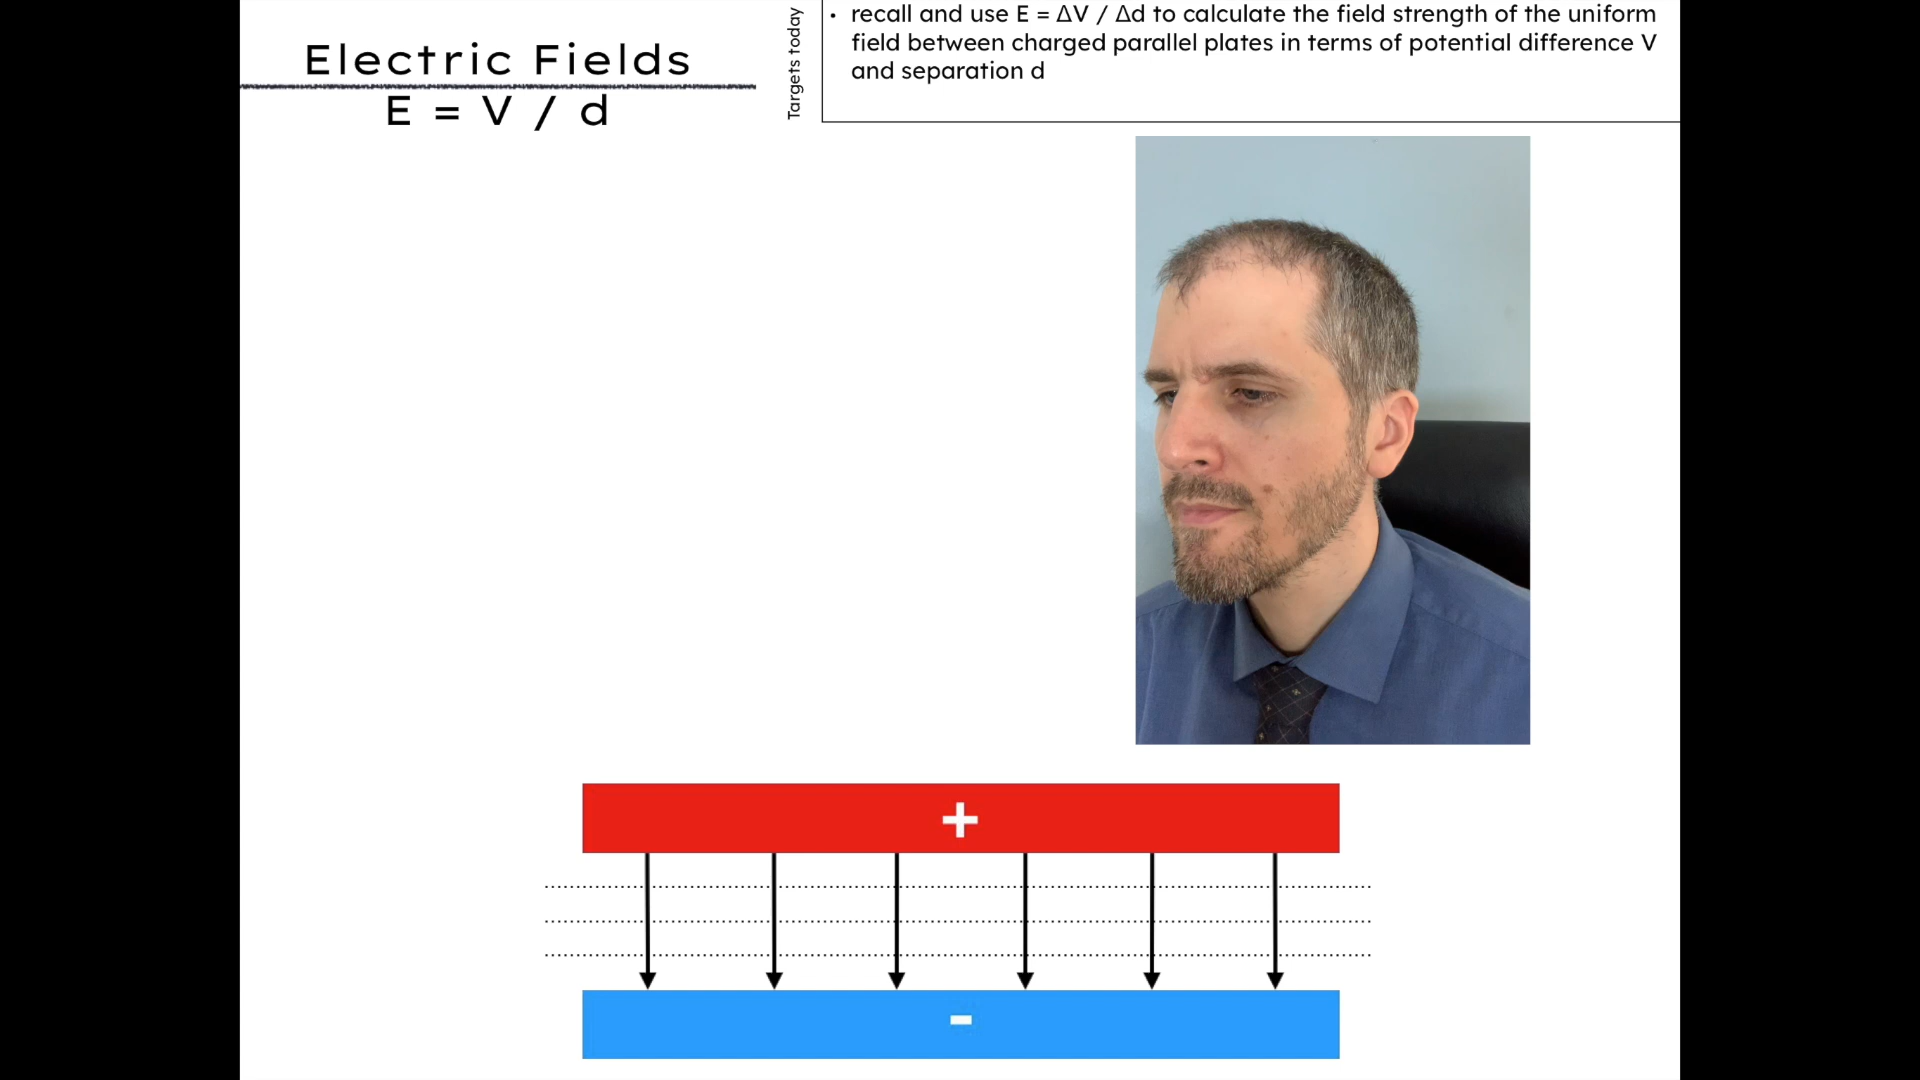 Electric Fields
E = V / d
Targets today
• recall and use E = ΔV / Δd to calculate the field strength of the uniform
field between charged parallel plates in terms of potential difference V
and separation d
+
-